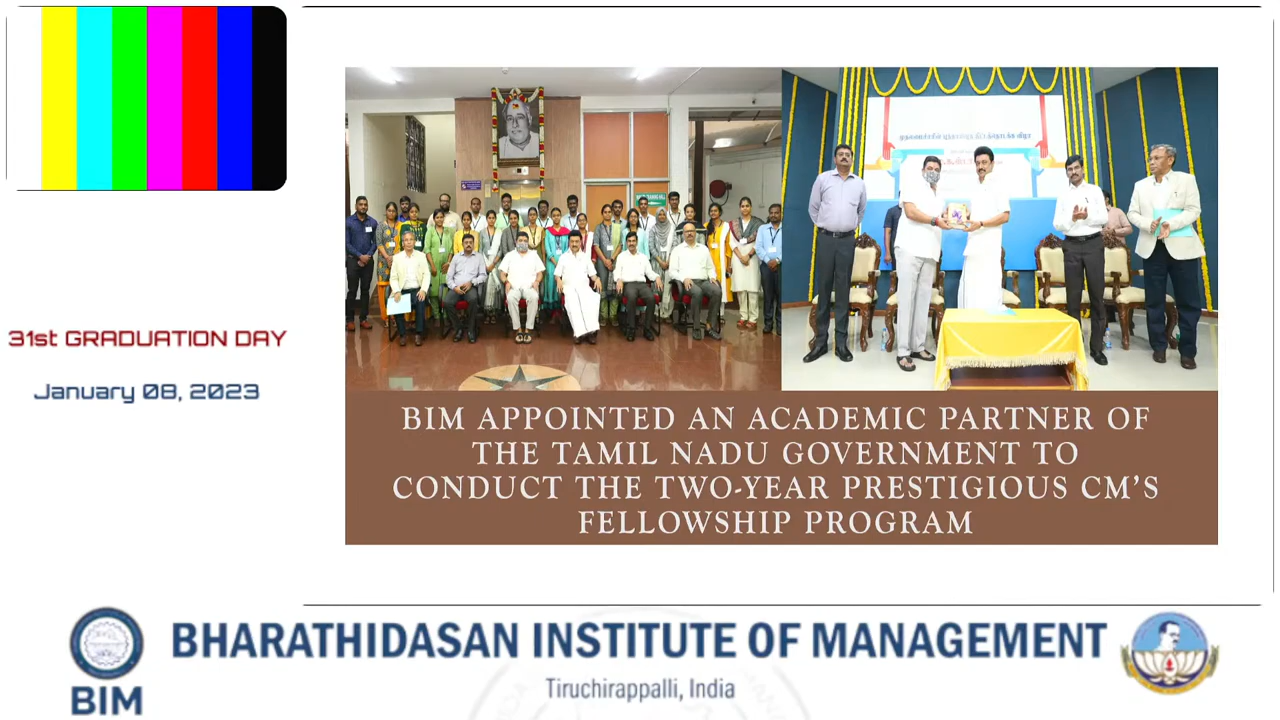 31st GRADUATION DAY
January 08, 2023
BIM APPOINTED AN ACADEMIC PARTNER OF
THE TAMIL NADU GOVERNMENT TO
CONDUCT THE TWO-YEAR PRESTIGIOUS CM'S
FELLOWSHIP PROGRAM
BIM
BHARATHIDASAN INSTITUTE OF MANAGEMENT
Tiruchirappalli, India